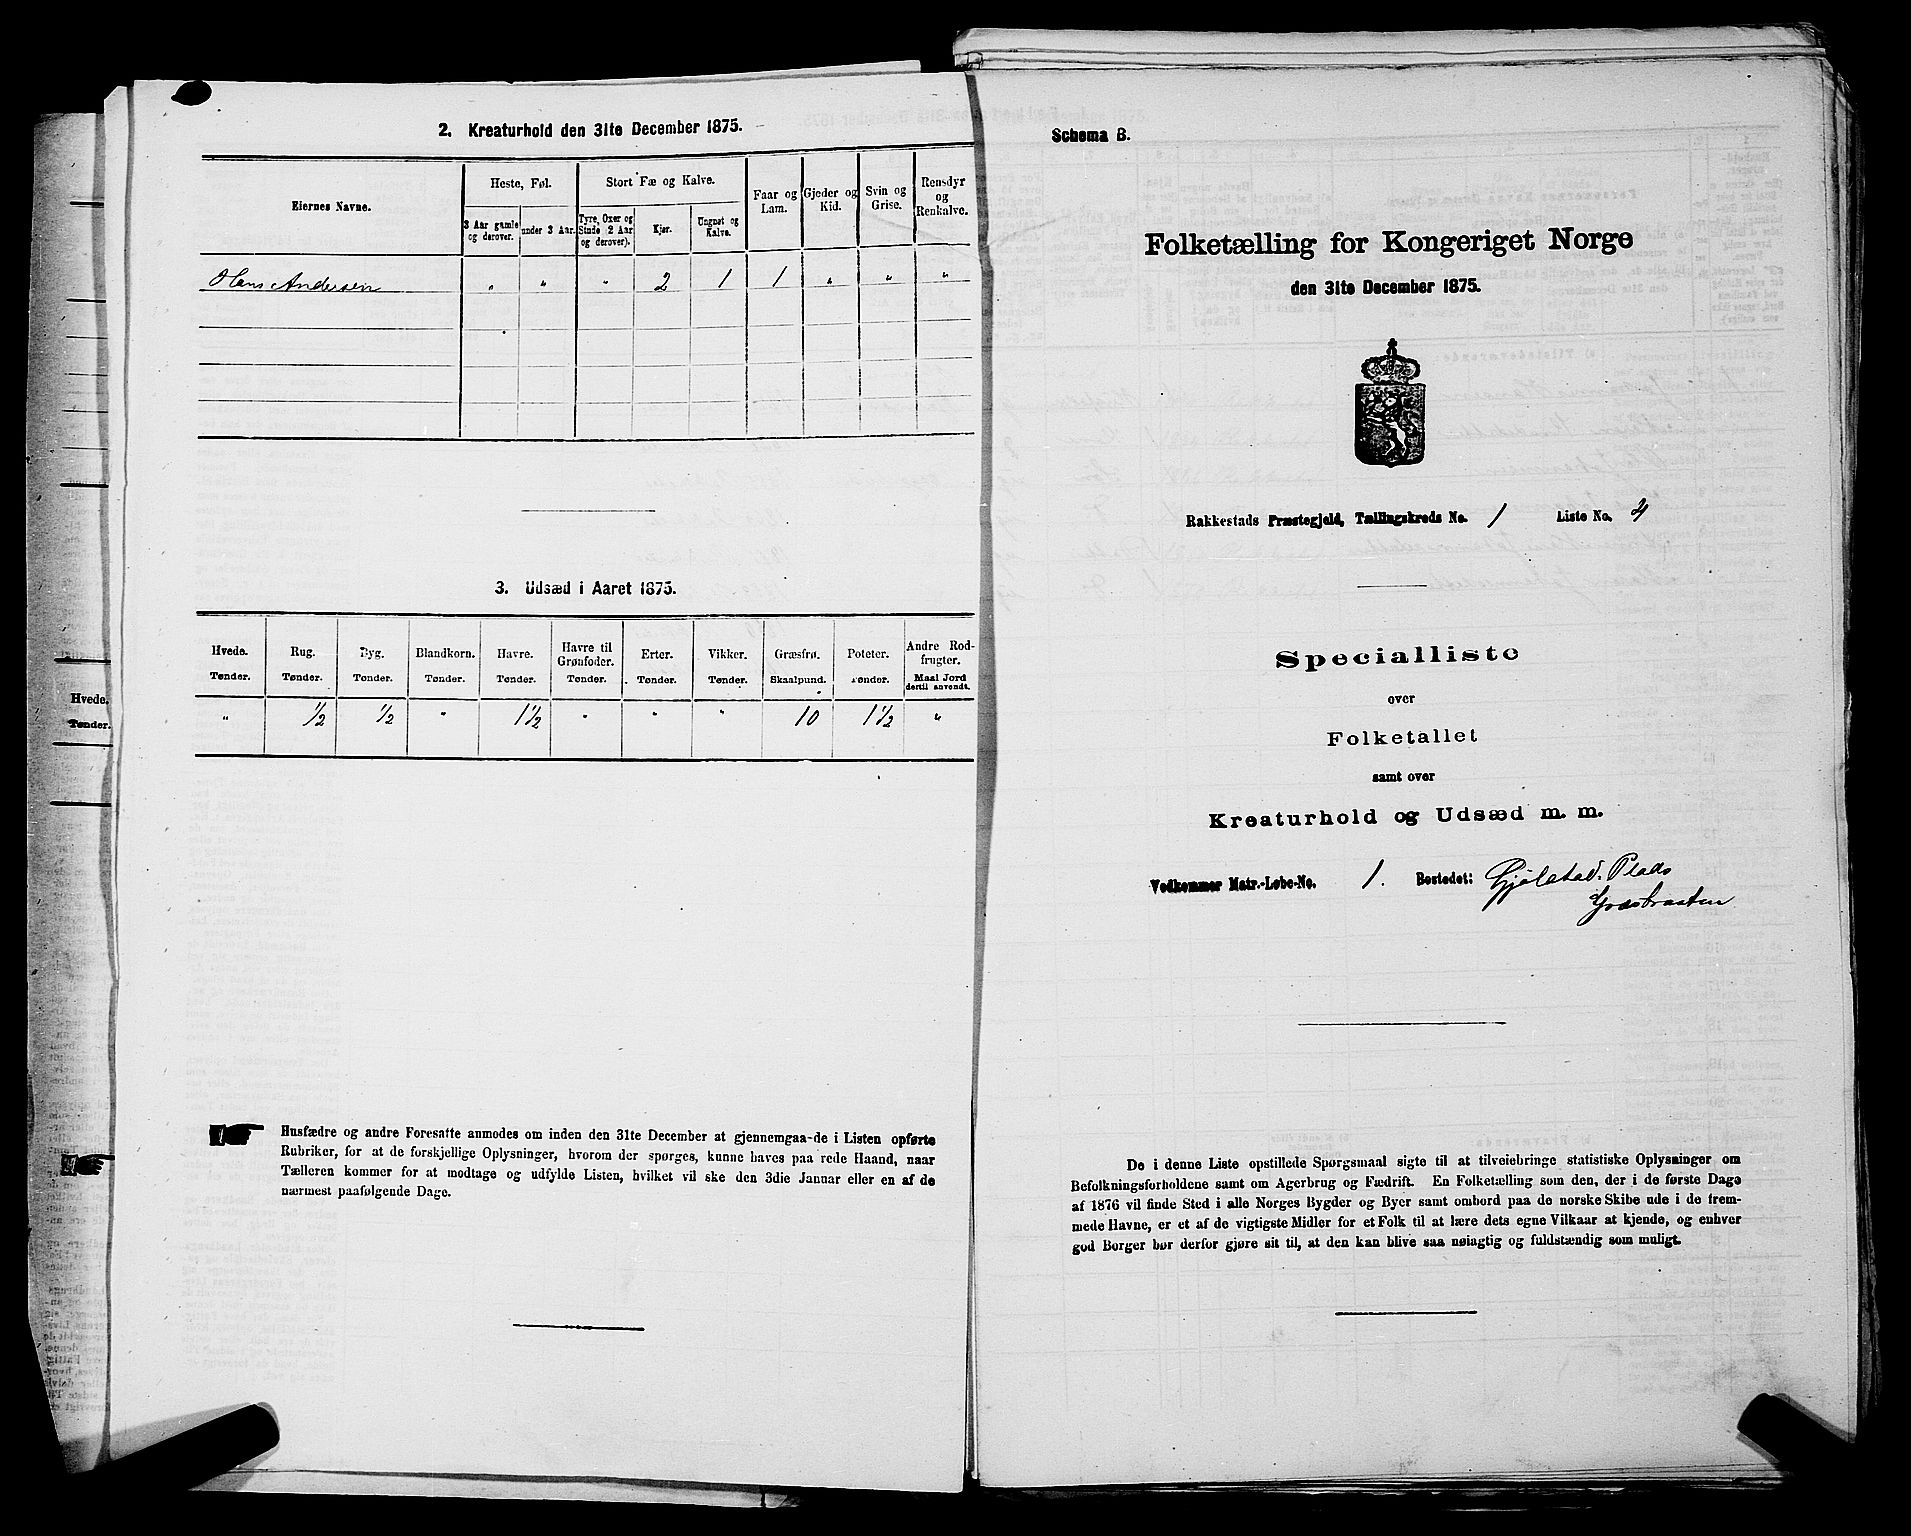 2. Kreaturhold den 31te December 1875.
Eiernes Navne.
Heste, Føl.
Stort Fæ og Kalve.
Faar og Lam.
Gjeder og Kid.
Svin og Grise.
Rensdyr og Renkalve.
3 Aar gamle og derover.
under 3 Aar.
Tyre, Oxer og Stude (2 Aar og derover).
Kjør.
Ungnøt og Kalve.
Hans Andersen " " " 2 1 1 " " "
3. Udsæd i Aaret 1875.
Hvede. Rug. Byg. Blandkorn. Havre. Havre til Grønfoder. Erter. Vikker. Græsfrø. Poteter. Andre Rodfrugter.
Tønder. Tønder. Tønder. Tønder. Tønder. Tønder. Tønder. Tønder. Skaalpund. Tønder. Maal Jord dertil anvendt.
" 1/2 1/2 " 1 1/2 " " " 10 1 1/2 "
Husfædre og andre Foresatte anmodes om inden den 31te December at gjennemgaa de i Listen opførte
Rubriker, for at de forskjellige Oplysninger, hvorom der spørges, kunne haves paa rede Haand, naar
Tælleren kommer for at modtage og udfylde Listen, hvilket vil ske den 3die Januar eller en af de
nærmest paafølgende Dage.
Hvede.
Tønder.
Schema B.
Folketælling for Kongeriget Norge
den 31te December 1875.
Rakkestads Præstegjeld, Tællingskreds No. 1 Liste No. 4
Specialliste
over
Folketallet
samt over
Kreaturhold og Udsæd m. m.
Vedkommer Matr.-Løbe-No. 1. Bostedet: Gjølstad. Plads
Græsbraaten
De i denne Liste opstillede Spørgsmaal sigte til at tilveiebringe statistiske Oplysninger om
Befolkningsforholdene samt om Agerbrug og Fædrift. En Folketælling som den, der i de første Dage
af 1876 vil finde Sted i alle Norges Bygder og Byer samt ombord paa de norske Skibe ude i de frem-
mede Havne, er et af de vigtigste Midler for et Folk til at lære dets egne Vilkaar at kjende, og enhver
god Borger bør derfor gjøre sit til, at den kan blive saa nøiagtig og fuldstændig som muligt.